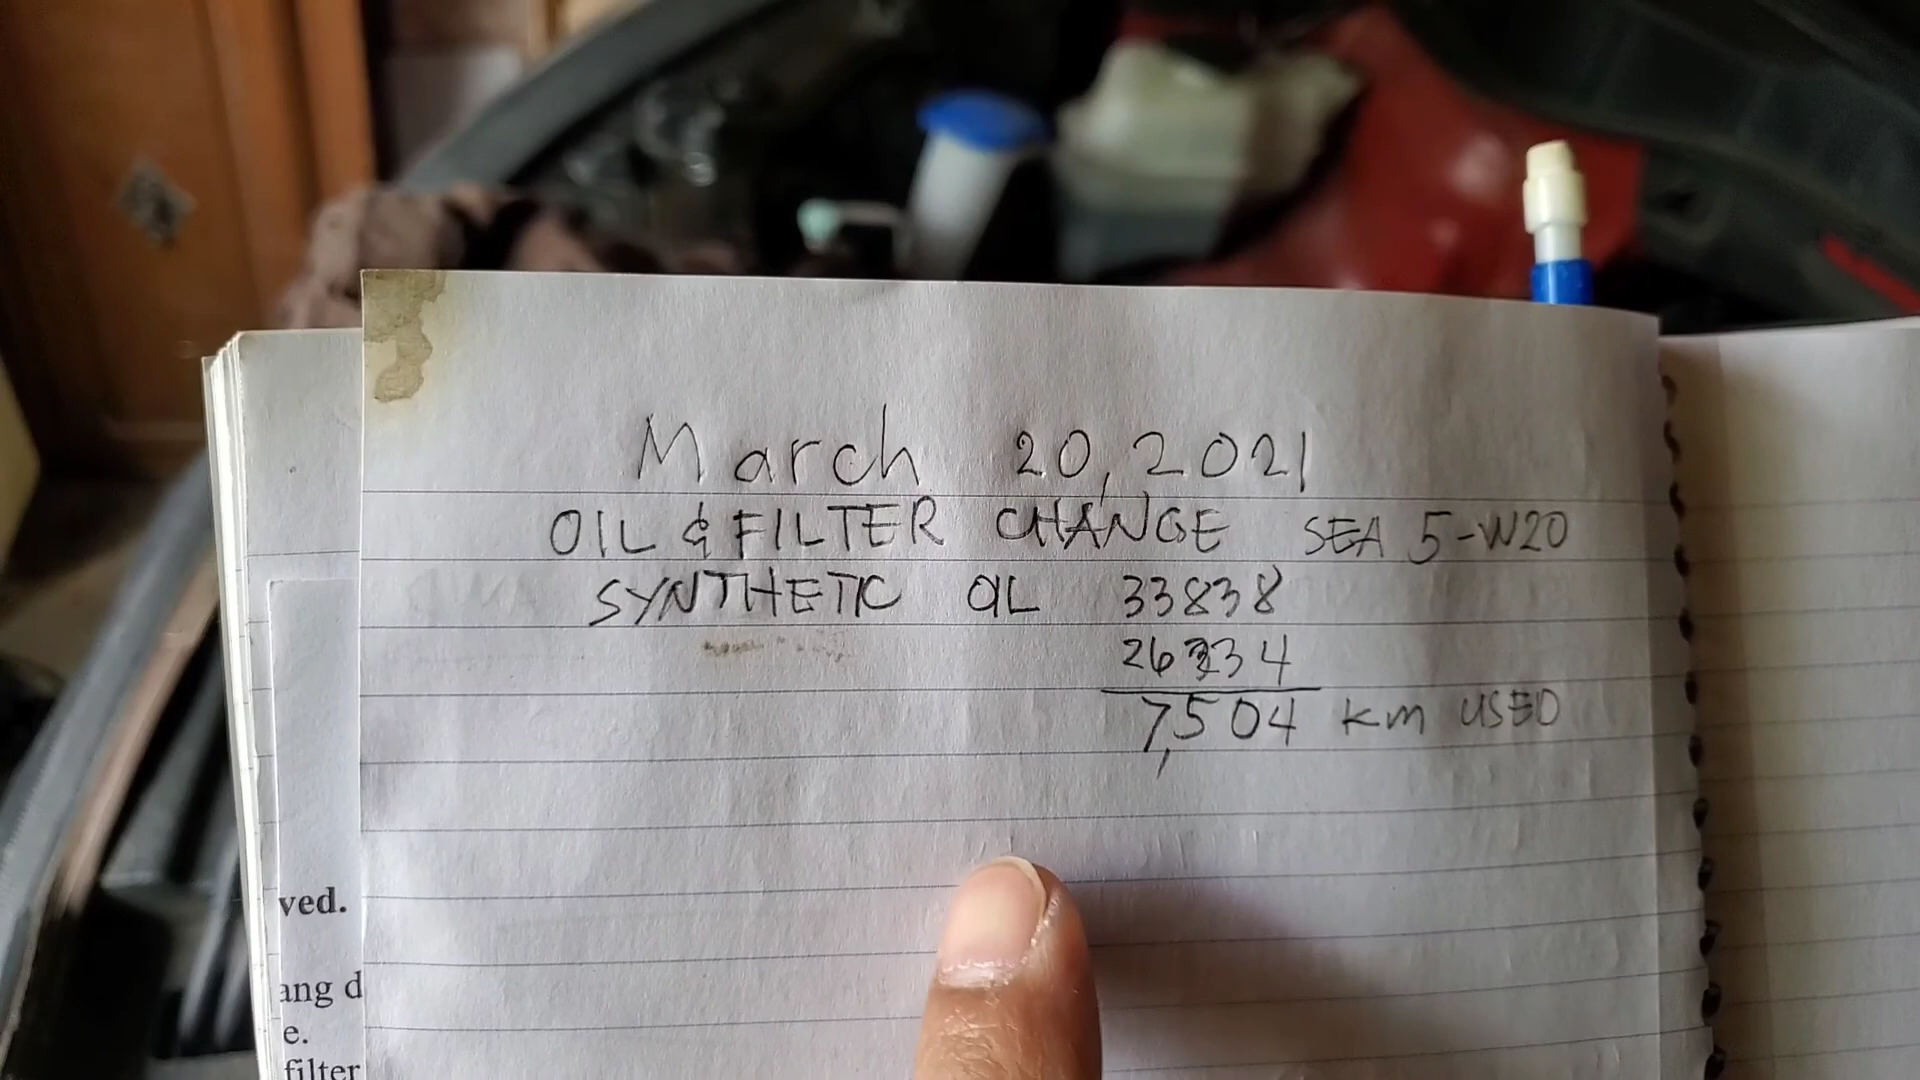 March 20, 2021
OIL & FILTER CHANGE SEA 5-W20
SYNTHETIC OIL 33838
26334
7,504 km USED
ved.
ang d
e.
filter